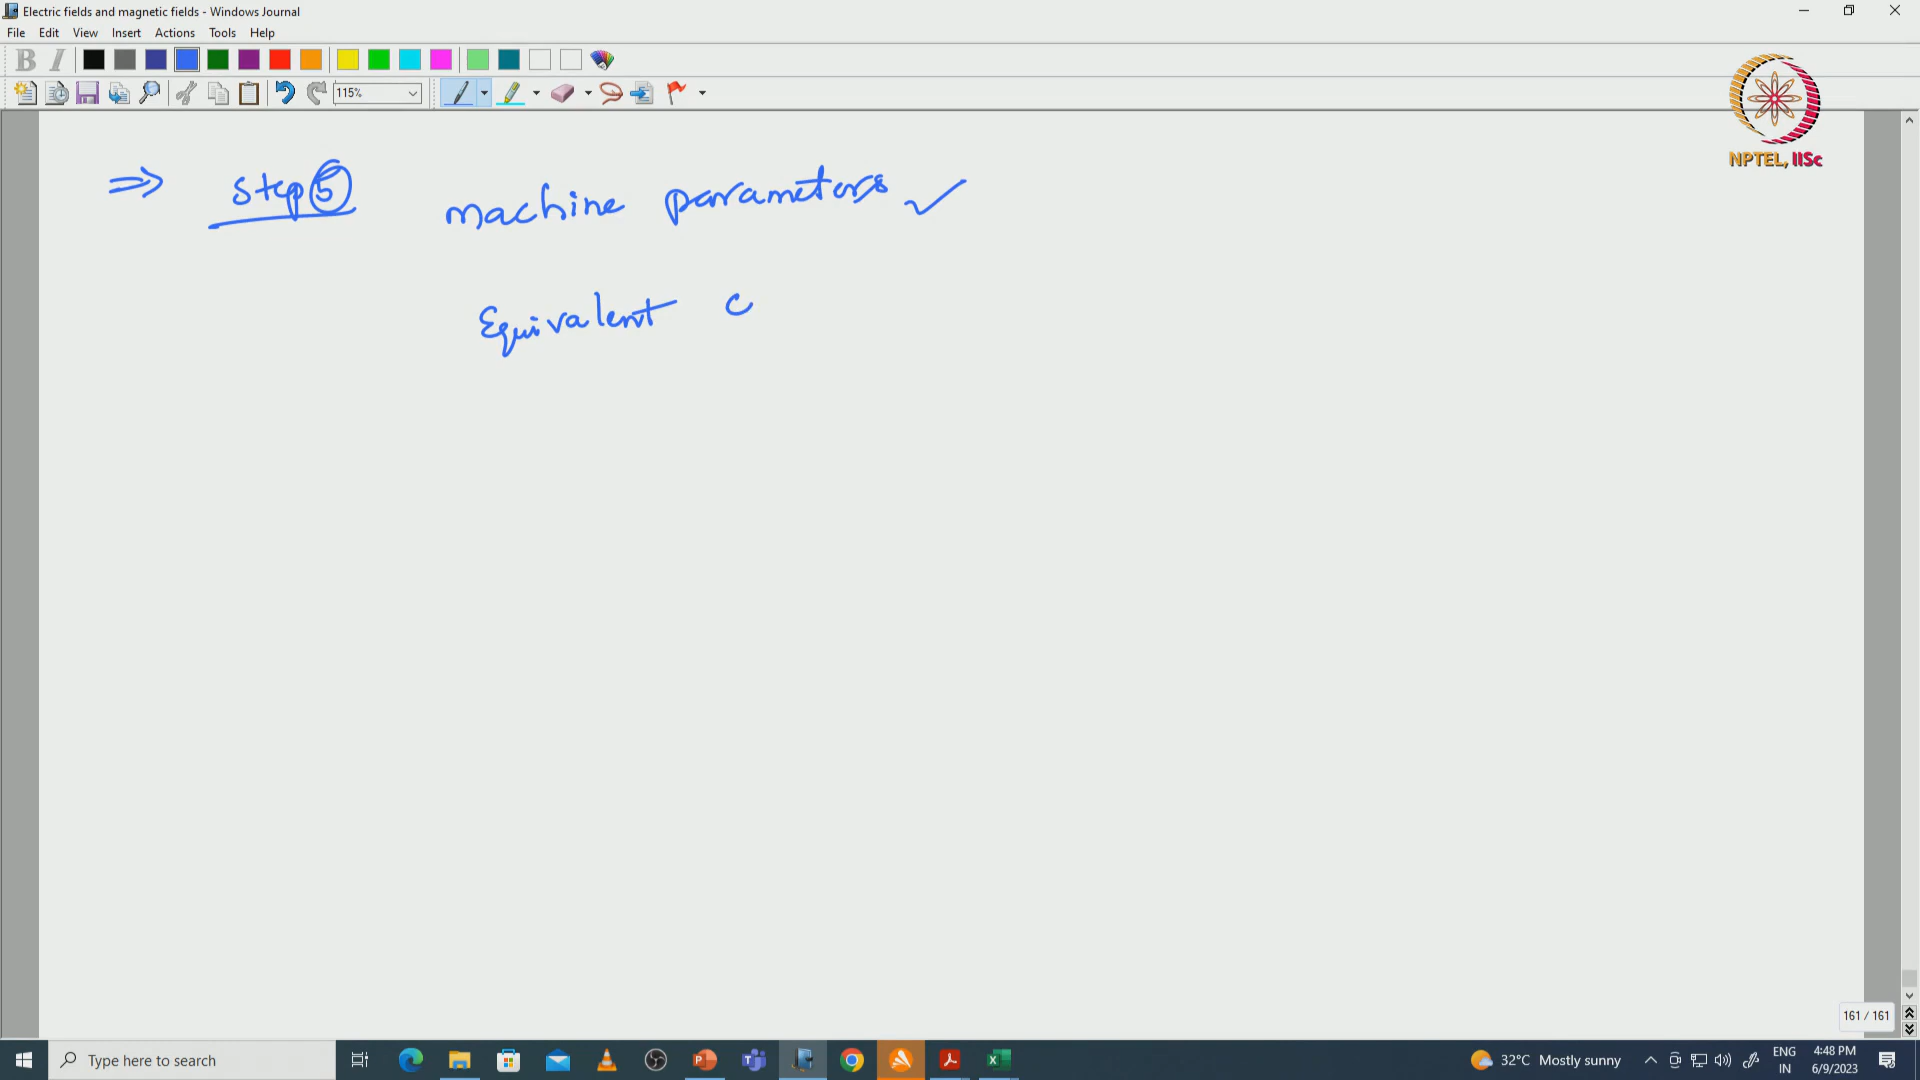 Electric fields and magnetic fields - Windows Journal
File Edit View Insert Actions Tools Help
B I
115%
NPTEL, IISc
⇒ step 5 machine parameters ✓
Equivalent c
161 / 161
Type here to search
32°C Mostly sunny
ENG
IN
4:48 PM
6/9/2023